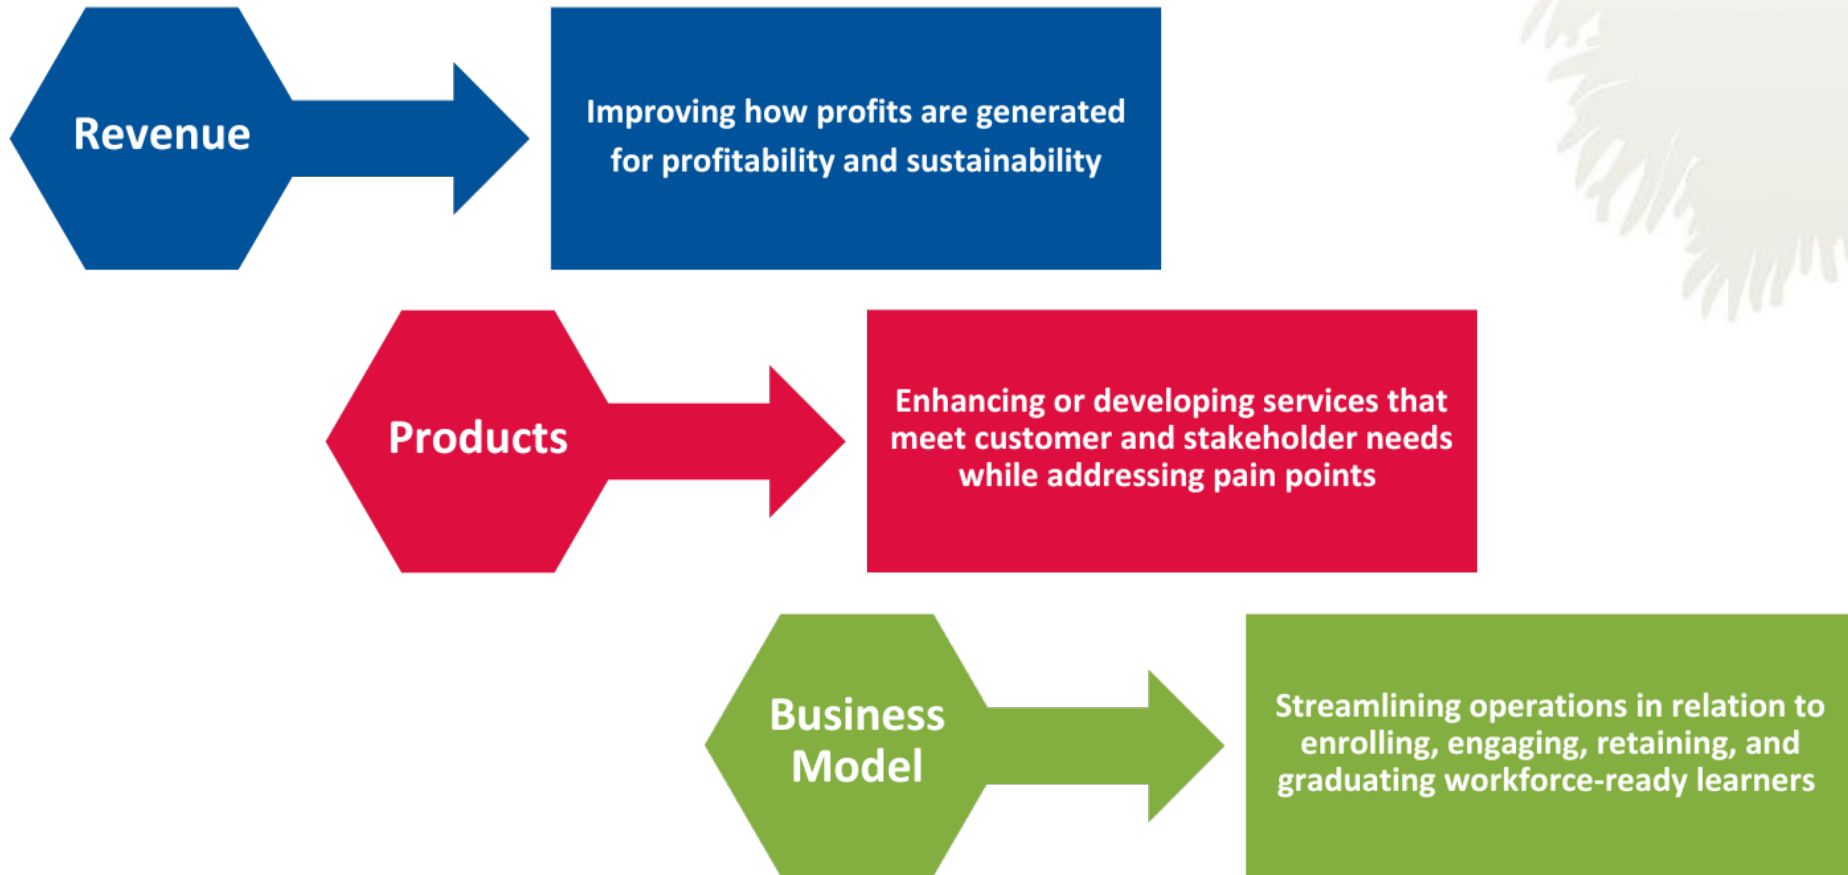 Revenue
Improving how profits are generated
for profitability and sustainability
Products
Enhancing or developing services that
meet customer and stakeholder needs
while addressing pain points
Business
Model
Streamlining operations in relation to
enrolling, engaging, retaining, and
graduating workforce-ready learners